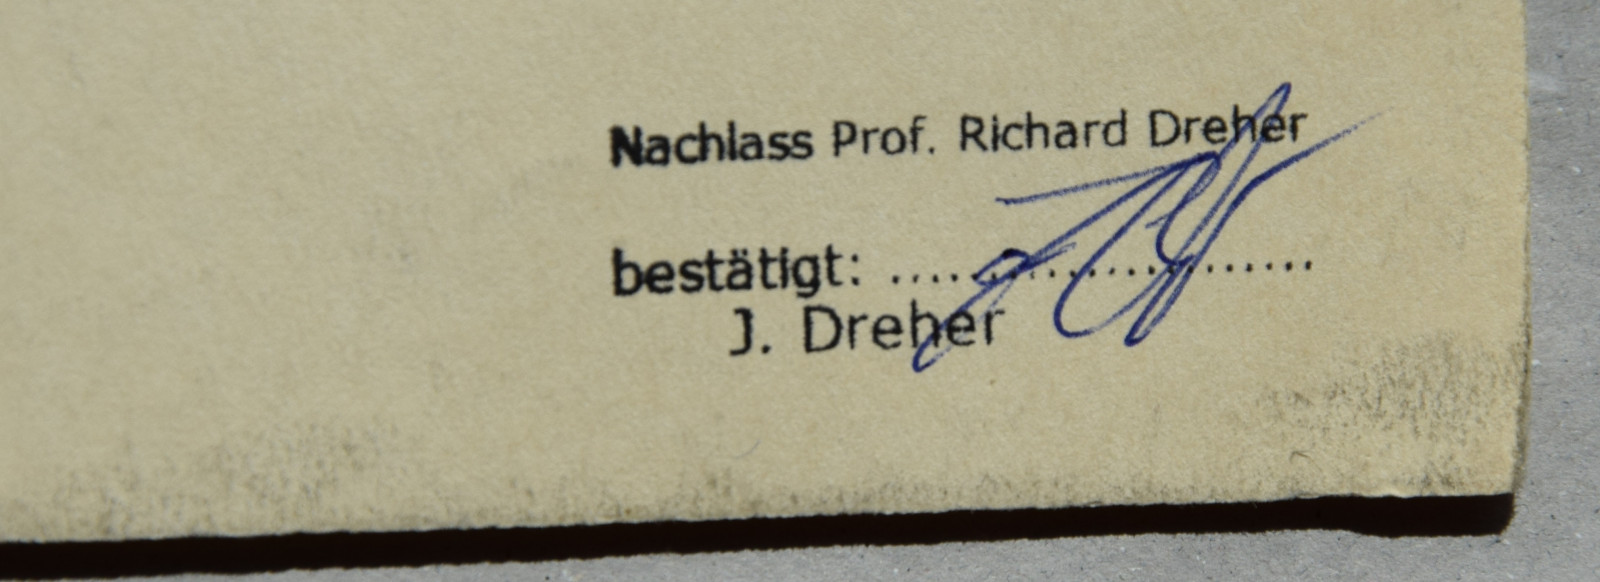 Nachlass Prof. Richard Dreher
bestätigt: ........................
J. Dreher